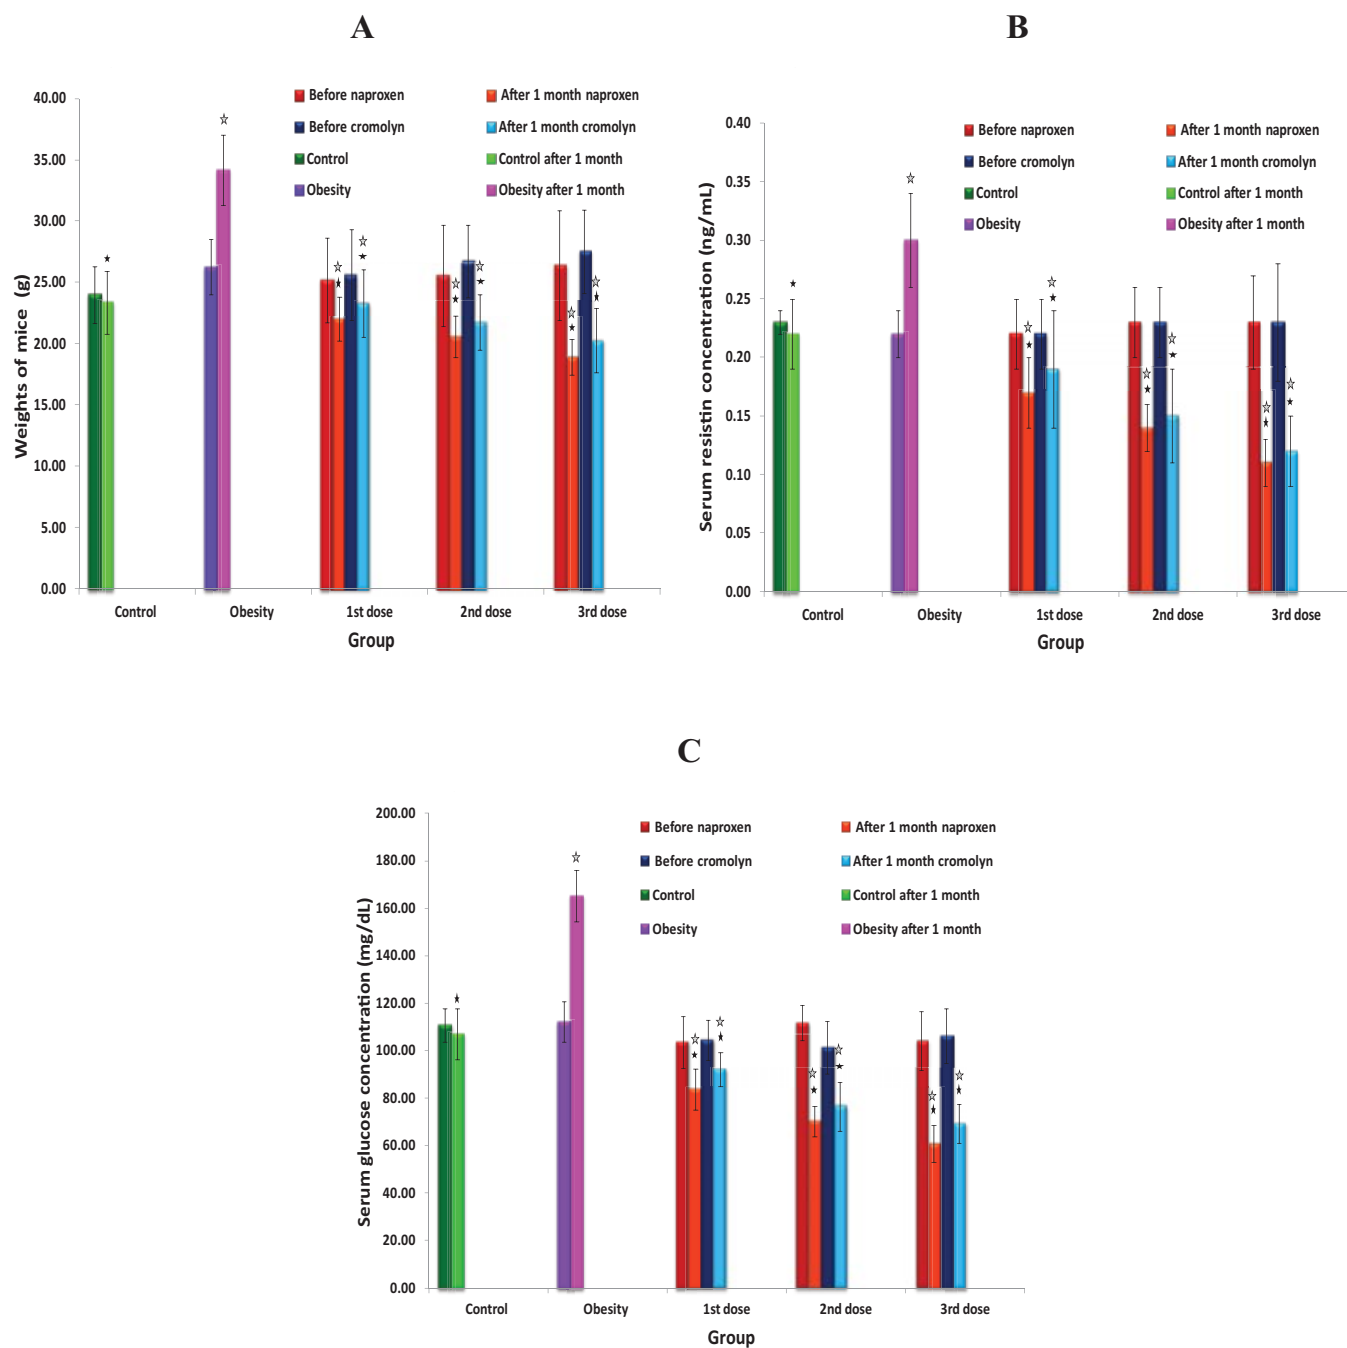 A
40.00
35.00
30.00
25.00
20.00
15.00
10.00
5.00
0.00
Weights of mice (g)
Before naproxen After 1 month naproxen
Before cromolyn After 1 month cromolyn
Control Control after 1 month
Obesity Obesity after 1 month
Control Obesity 1st dose 2nd dose 3rd dose
Group
B
0.40
0.35
0.30
0.25
0.20
0.15
0.10
0.05
0.00
Serum resistin concentration (ng/mL)
Before naproxen After 1 month naproxen
Before cromolyn After 1 month cromolyn
Control Control after 1 month
Obesity Obesity after 1 month
Control Obesity 1st dose 2nd dose 3rd dose
Group
C
200.00
180.00
160.00
140.00
120.00
100.00
80.00
60.00
40.00
20.00
0.00
Serum glucose concentration (mg/dL)
Before naproxen After 1 month naproxen
Before cromolyn After 1 month cromolyn
Control Control after 1 month
Obesity Obesity after 1 month
Control Obesity 1st dose 2nd dose 3rd dose
Group